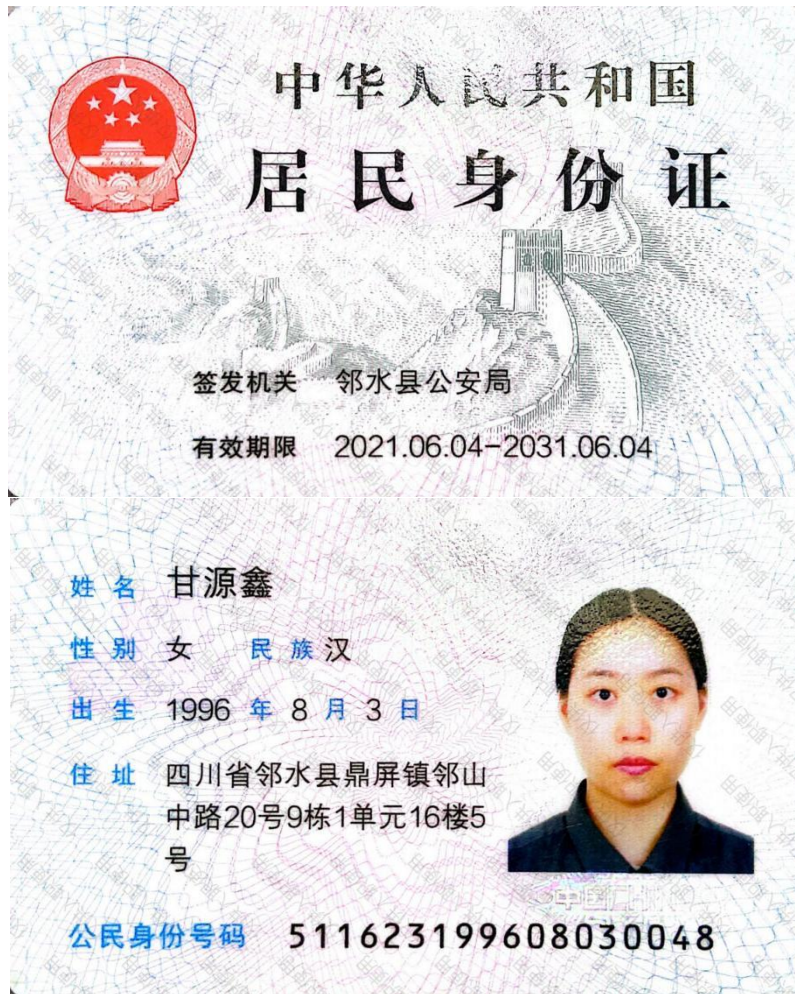 中华人民共和国
居民身份证
签发机关 邻水县公安局
有效期限 2021.06.04-2031.06.04
姓名 甘源鑫
性别 女 民族 汉
出生 1996 年 8 月 3 日
住址 四川省邻水县鼎屏镇邻山
中路20号9栋1单元16楼5
号
公民身份号码 511623199608030048